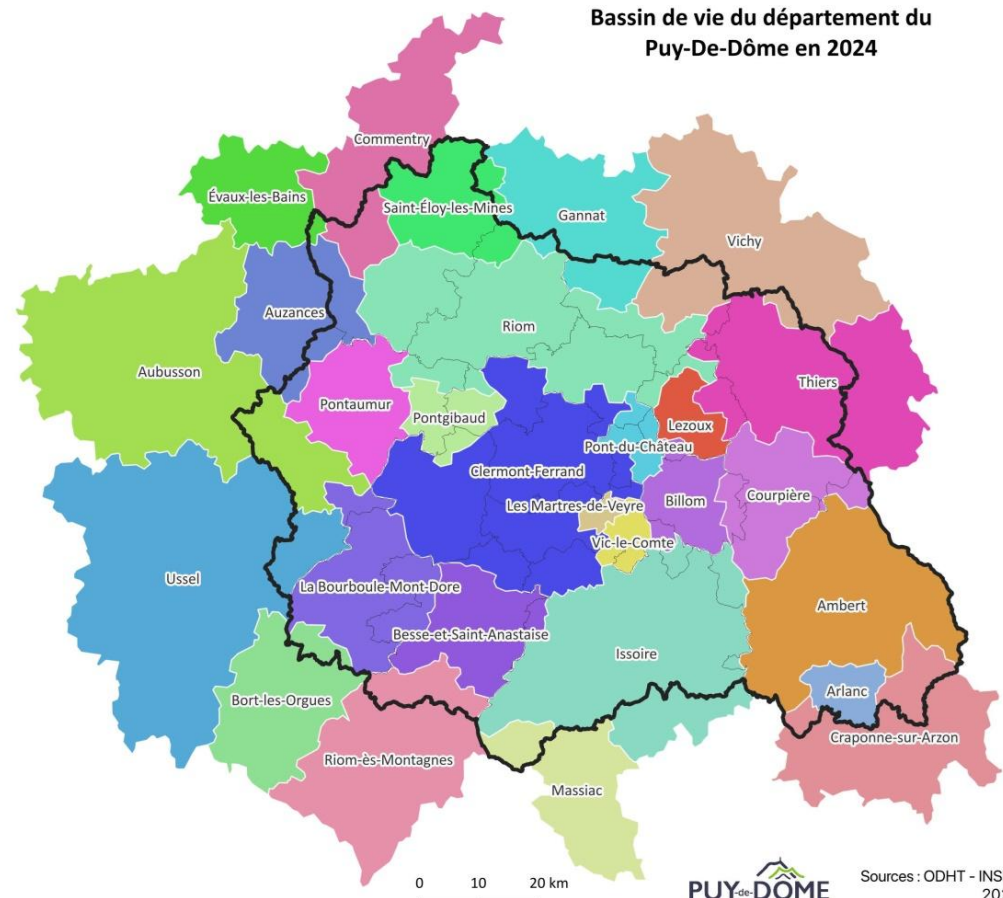 Bassin de vie du département du
Puy-De-Dôme en 2024
Commentry
Évaux-les-Bains
Saint-Éloy-les-Mines
Gannat
Vichy
Auzances
Riom
Aubusson
Thiers
Pontaumur
Pontgibaud
Lezoux
Pont-du-Château
Clermont-Ferrand
Billom
Courpière
Les Martres-de-Veyre
Vic-le-Comte
Ussel
La Bourboule-Mont-Dore
Ambert
Besse-et-Saint-Anastaise
Issoire
Bort-les-Orgues
Arlanc
Craponne-sur-Arzon
Riom-ès-Montagnes
Massiac
0 10 20 km
PUY-de-DÔME
Sources : ODHT - INS